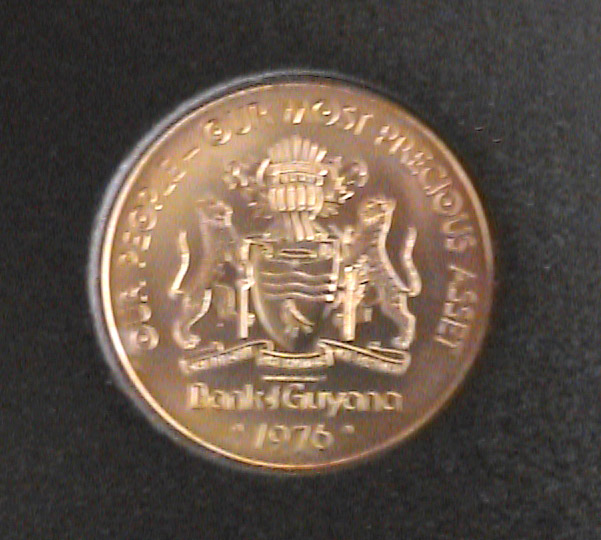 OUR PEOPLE - OUR MOST PRECIOUS ASSET
Bank of Guyana
1976